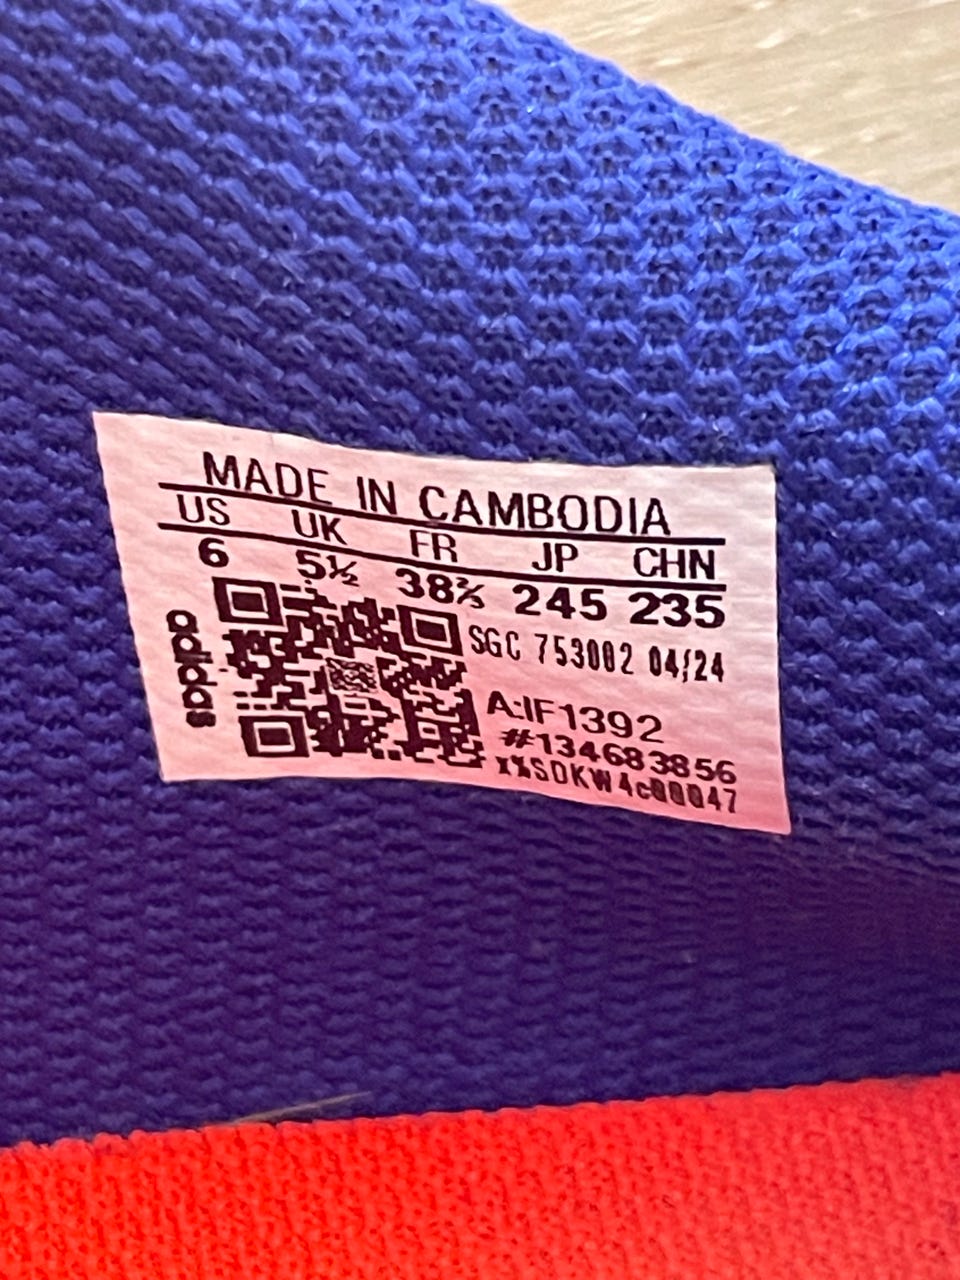 MADE IN CAMBODIA
US UK FR JP CHN
6 5½ 38⅔ 245 235
adidas
SGC 753002 04/24
A:IF1392
#134683856